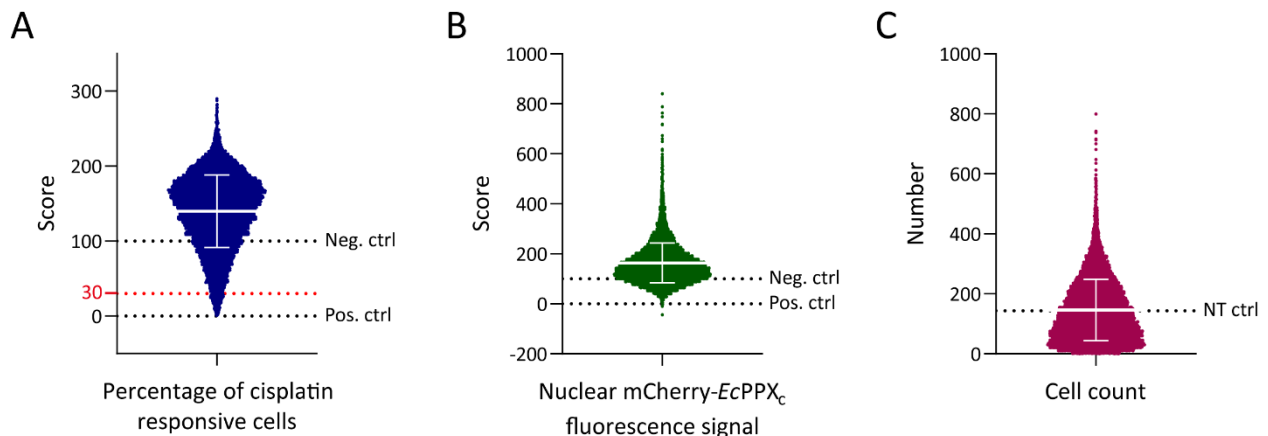 A
Score
300
200
100
30
0
Neg. ctrl
Pos. ctrl
Percentage of cisplatin
responsive cells
B
Score
1000
800
600
400
200
0
-200
Neg. ctrl
Pos. ctrl
Nuclear mCherry-EcPPXc
fluorescence signal
C
Number
1000
800
600
400
200
0
NT ctrl
Cell count